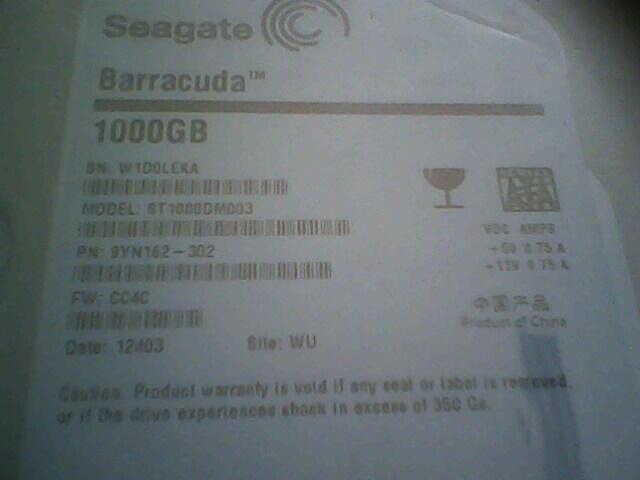 Seagate
Barracuda™
1000GB
SN: W1D0LEKA
MODEL: ST1000DM003
PN: 9YN162-302
FW: CC4C
Date: 12403 Site: WU
SERIAL
ATA
VDC AMPS
+5V 0.75 A
+12V 0.75 A
中国产品
Product of China
Caution: Product warranty is void if any seal or label is removed,
or if the drive experiences shock in excess of 350 Gs.